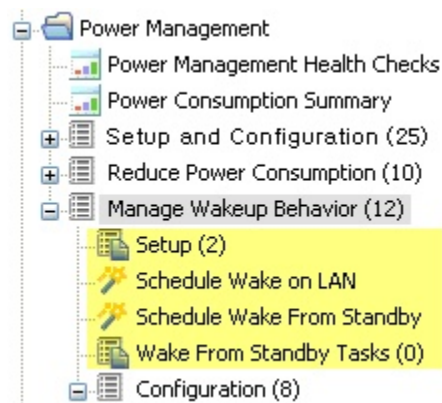 Power Management
Power Management Health Checks
Power Consumption Summary
Setup and Configuration (25)
Reduce Power Consumption (10)
Manage Wakeup Behavior (12)
Setup (2)
Schedule Wake on LAN
Schedule Wake From Standby
Wake From Standby Tasks (0)
Configuration (8)